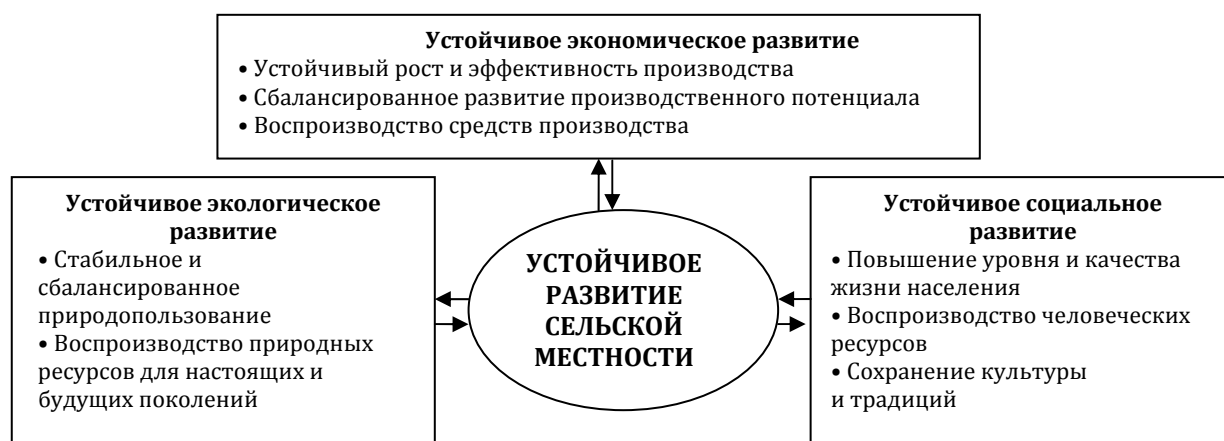 Устойчивое экономическое развитие
• Устойчивый рост и эффективность производства
• Сбалансированное развитие производственного потенциала
• Воспроизводство средств производства
Устойчивое экологическое
развитие
• Стабильное и
сбалансированное
природопользование
• Воспроизводство природных
ресурсов для настоящих и
будущих поколений
УСТОЙЧИВОЕ
РАЗВИТИЕ
СЕЛЬСКОЙ
МЕСТНОСТИ
Устойчивое социальное
развитие
• Повышение уровня и качества
жизни населения
• Воспроизводство человеческих
ресурсов
• Сохранение культуры
и традиций